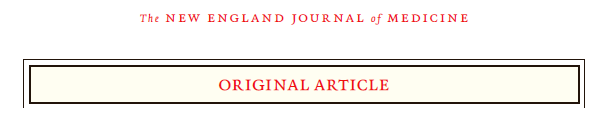 The NEW ENGLAND JOURNAL of MEDICINE
ORIGINAL ARTICLE